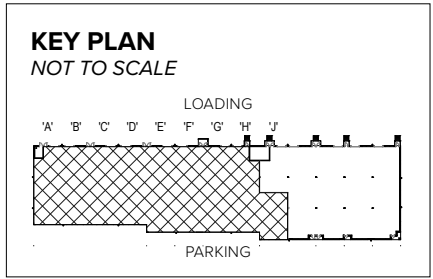 KEY PLAN
NOT TO SCALE
LOADING
'A' 'B' 'C' 'D' 'E' 'F' 'G' 'H' 'J'
PARKING